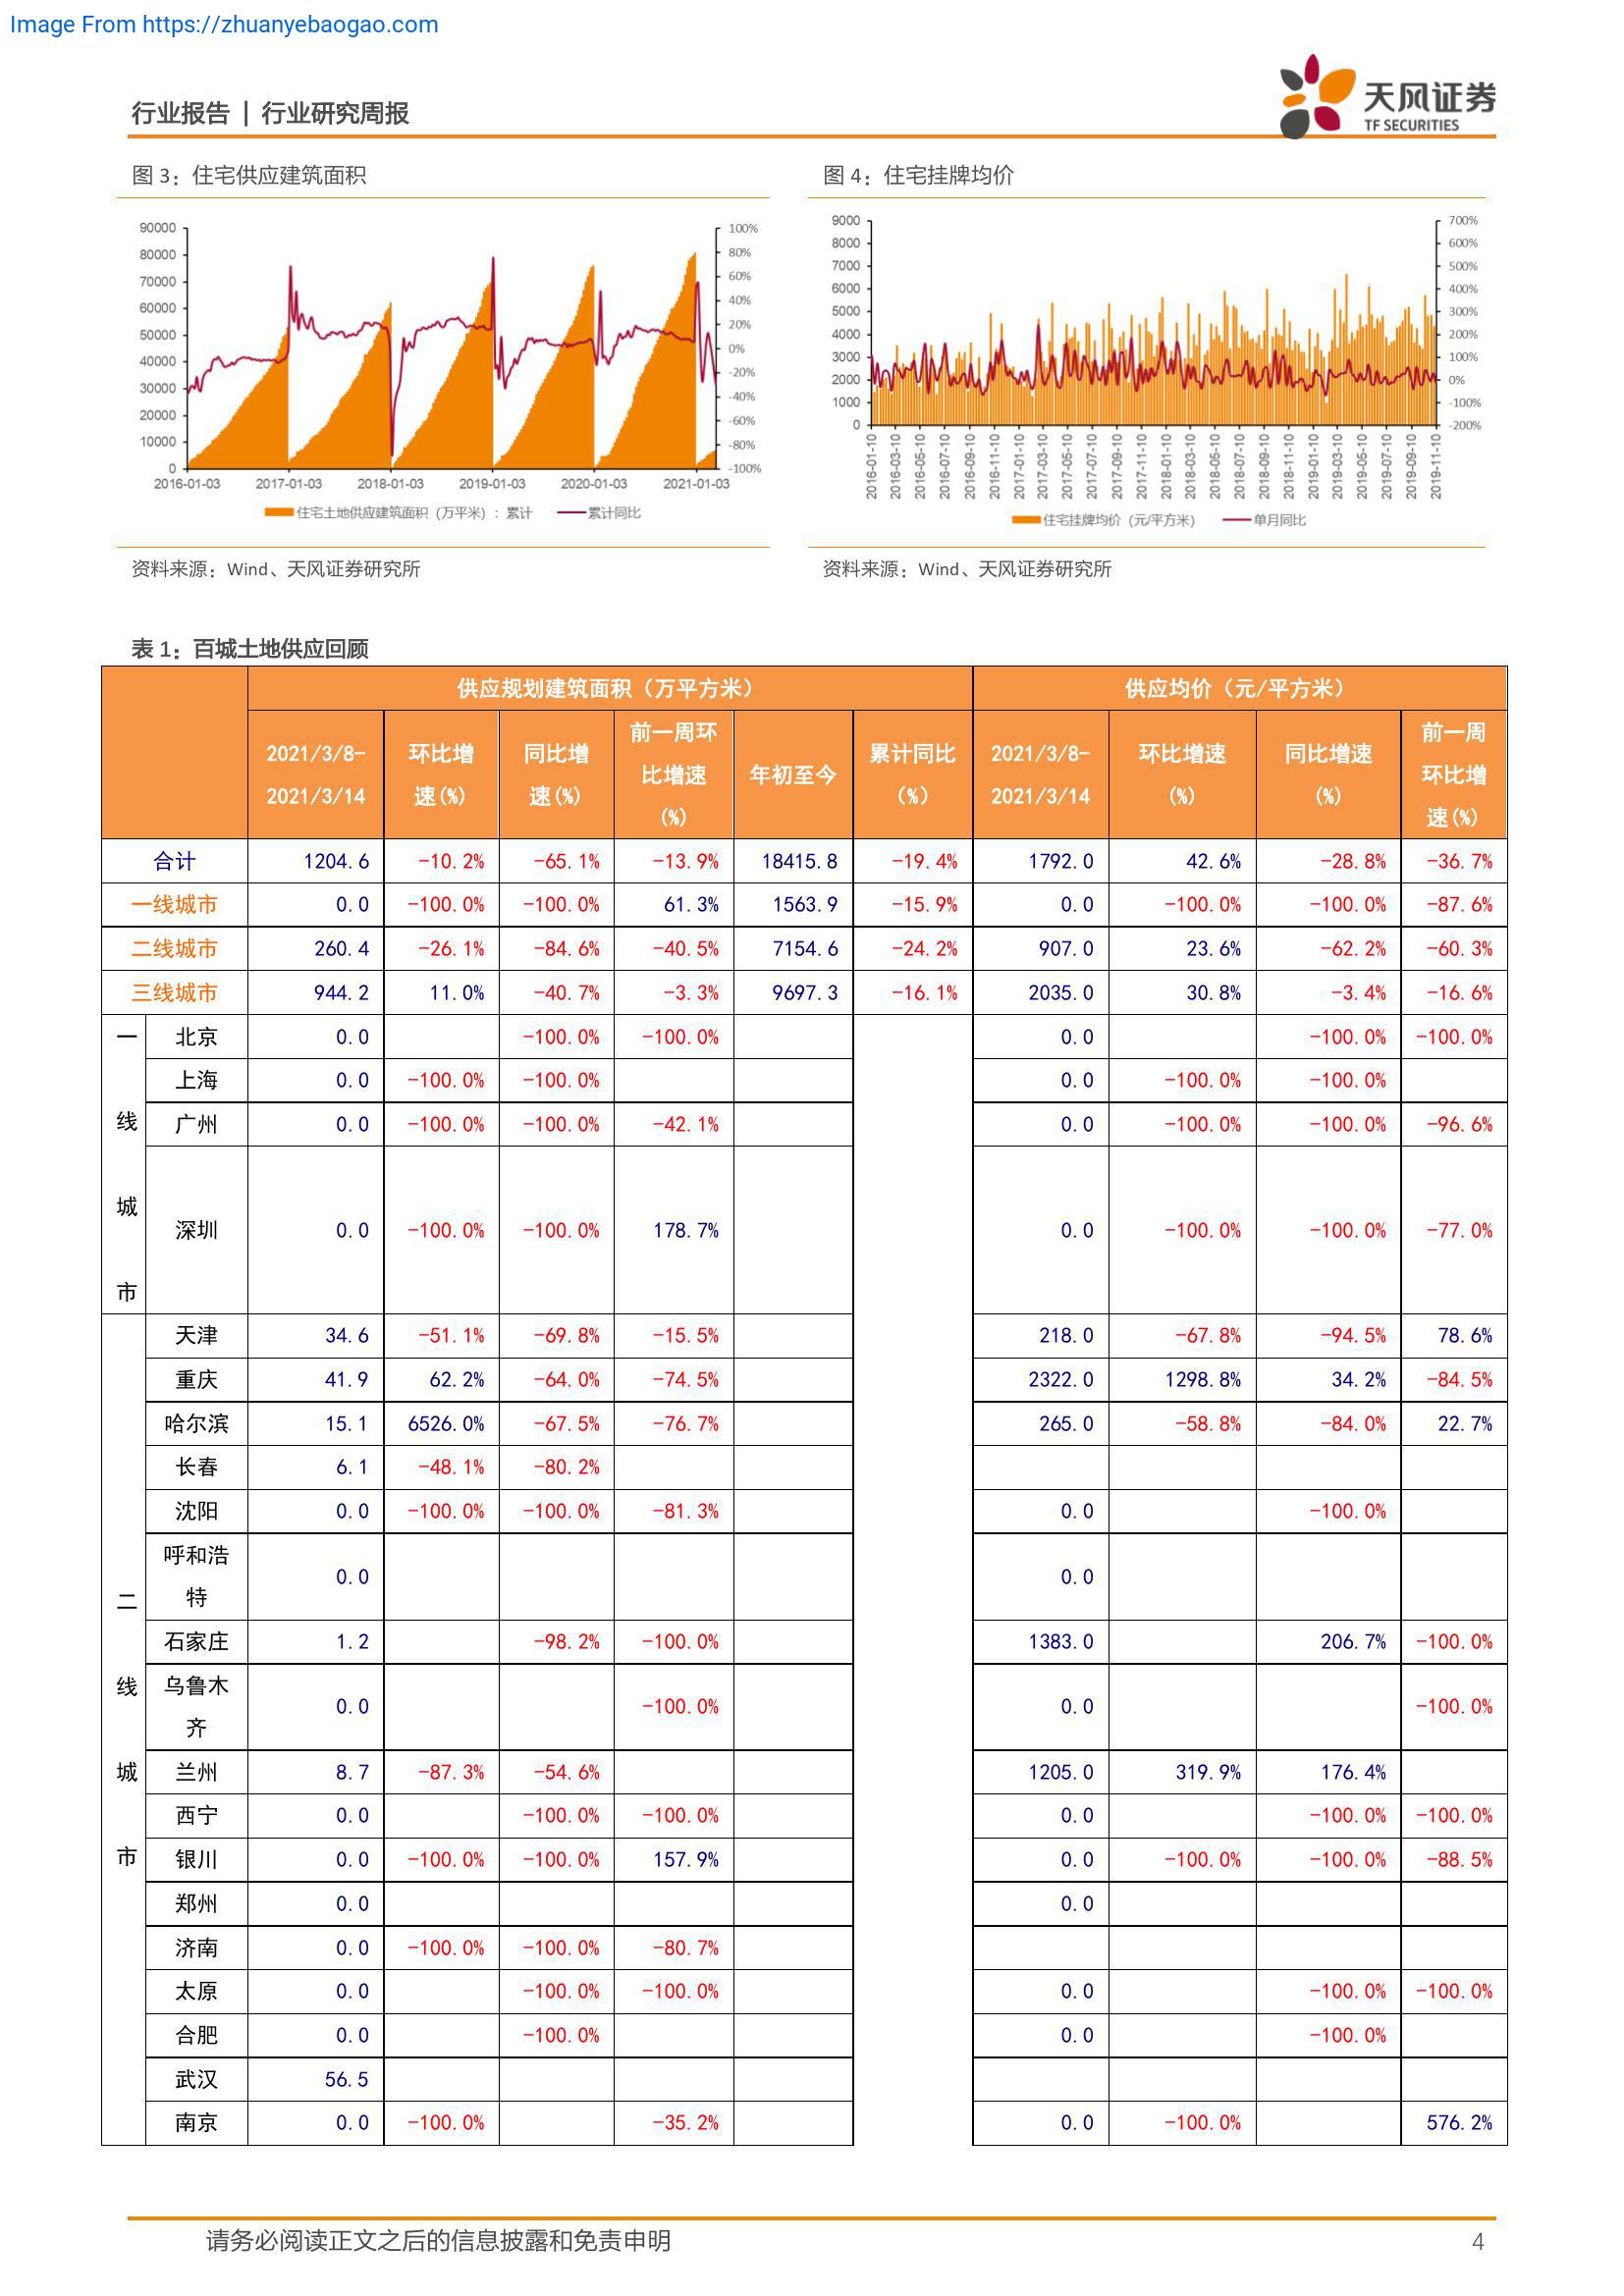 Image From https://zhuanyebaogao.com
行业报告 | 行业研究周报
天风证券
TF SECURITIES
图 3：住宅供应建筑面积
图 4：住宅挂牌均价
90000
80000
70000
60000
50000
40000
30000
20000
10000
0
100%
80%
60%
40%
20%
0%
-20%
-40%
-60%
-80%
-100%
2016-01-03 2017-01-03 2018-01-03 2019-01-03 2020-01-03 2021-01-03
住宅土地供应建筑面积（万平米）：累计 累计同比
9000
8000
7000
6000
5000
4000
3000
2000
1000
0
700%
600%
500%
400%
300%
200%
100%
0%
-100%
-200%
2016-01-10 2016-03-10 2016-05-10 2016-07-10 2016-09-10 2016-11-10 2017-01-10 2017-03-10 2017-05-10 2017-07-10 2017-09-10 2017-11-10 2018-01-10 2018-03-10 2018-05-10 2018-07-10 2018-09-10 2018-11-10 2019-01-10 2019-03-10 2019-05-10 2019-07-10 2019-09-10 2019-11-10
住宅挂牌均价（元/平方米） 单月同比
资料来源：Wind、天风证券研究所
资料来源：Wind、天风证券研究所
表 1：百城土地供应回顾
供应规划建筑面积（万平方米） 供应均价（元/平方米）
2021/3/8-2021/3/14 环比增速(%) 同比增速(%) 前一周环比增速(%) 年初至今 累计同比(%) 2021/3/8-2021/3/14 环比增速(%) 同比增速(%) 前一周环比增速(%)
合计 1204.6 -10.2% -65.1% -13.9% 18415.8 -19.4% 1792.0 42.6% -28.8% -36.7%
一线城市 0.0 -100.0% -100.0% 61.3% 1563.9 -15.9% 0.0 -100.0% -100.0% -87.6%
二线城市 260.4 -26.1% -84.6% -40.5% 7154.6 -24.2% 907.0 23.6% -62.2% -60.3%
三线城市 944.2 11.0% -40.7% -3.3% 9697.3 -16.1% 2035.0 30.8% -3.4% -16.6%
一线城市
北京 0.0 -100.0% -100.0% 0.0 -100.0% -100.0%
上海 0.0 -100.0% -100.0% 0.0 -100.0% -100.0%
广州 0.0 -100.0% -100.0% -42.1% 0.0 -100.0% -100.0% -96.6%
深圳 0.0 -100.0% -100.0% 178.7% 0.0 -100.0% -100.0% -77.0%
二线城市
天津 34.6 -51.1% -69.8% -15.5% 218.0 -67.8% -94.5% 78.6%
重庆 41.9 62.2% -64.0% -74.5% 2322.0 1298.8% 34.2% -84.5%
哈尔滨 15.1 6526.0% -67.5% -76.7% 265.0 -58.8% -84.0% 22.7%
长春 6.1 -48.1% -80.2%
沈阳 0.0 -100.0% -100.0% -81.3% 0.0 -100.0%
呼和浩特 0.0 0.0
石家庄 1.2 -98.2% -100.0% 1383.0 206.7% -100.0%
乌鲁木齐 0.0 -100.0% 0.0 -100.0%
兰州 8.7 -87.3% -54.6% 1205.0 319.9% 176.4%
西宁 0.0 -100.0% -100.0% 0.0 -100.0% -100.0%
银川 0.0 -100.0% -100.0% 157.9% 0.0 -100.0% -100.0% -88.5%
郑州 0.0 0.0
济南 0.0 -100.0% -100.0% -80.7%
太原 0.0 -100.0% -100.0% 0.0 -100.0% -100.0%
合肥 0.0 -100.0% 0.0 -100.0%
武汉 56.5
南京 0.0 -100.0% -35.2% 0.0 -100.0% 576.2%
请务必阅读正文之后的信息披露和免责申明 4